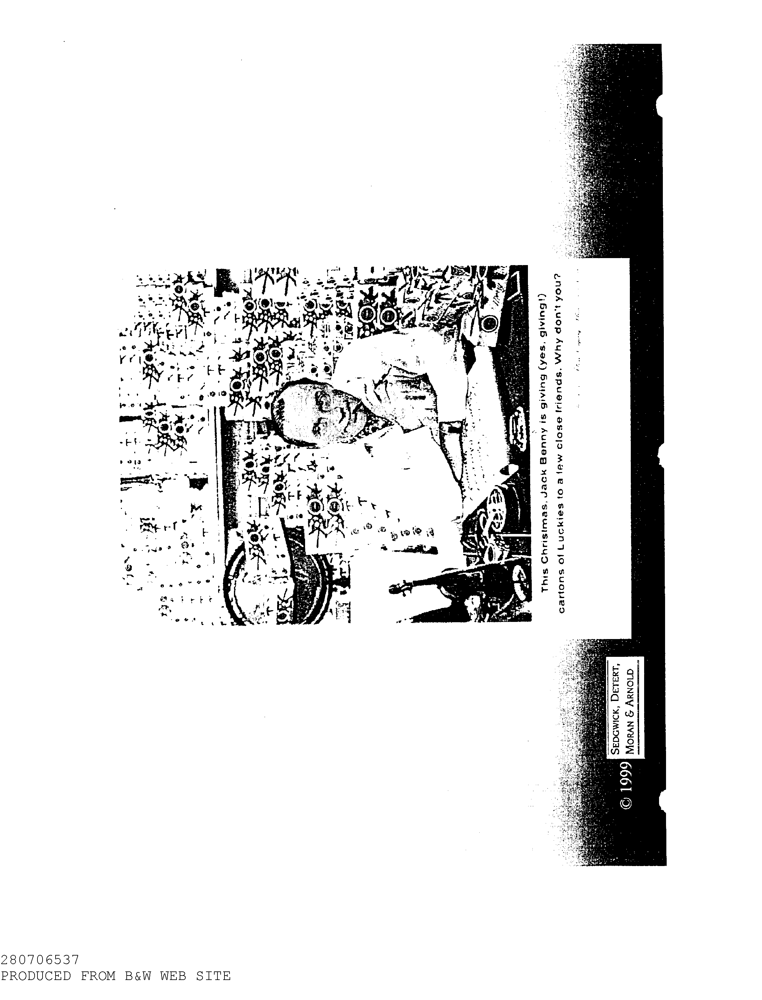 This Christmas, Jack Benny is giving (yes, giving!)
cartons of Luckies to a few close friends. Why don't you?
© 1999
SEDGWICK, DETERT,
MORAN & ARNOLD
280706537
PRODUCED FROM B&W WEB SITE